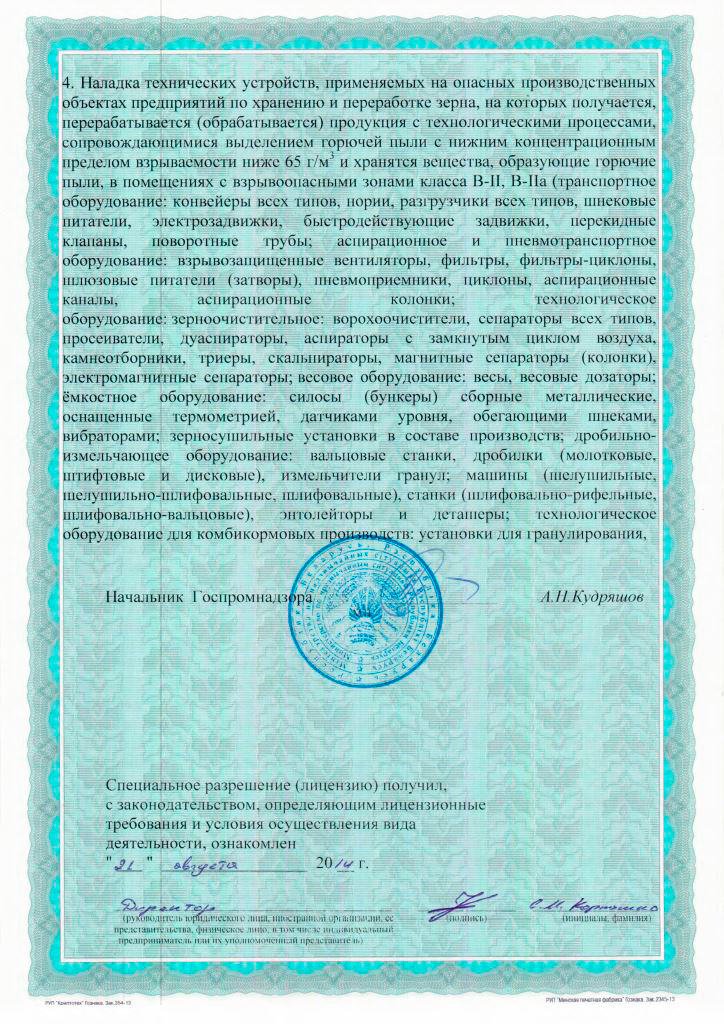 4. Наладка технических устройств, применяемых на опасных производственных
объектах предприятий по хранению и переработке зерна, на которых получается,
перерабатывается (обрабатывается) продукция с технологическими процессами,
сопровождающимися выделением горючей пыли с нижним концентрационным
пределом взрываемости ниже 65 г/м³ и хранятся вещества, образующие горючие
пыли, в помещениях с взрывоопасными зонами класса В-II, В-IIа (транспортное
оборудование: конвейеры всех типов, нории, разгрузчики всех типов, шнековые
питатели, электрозадвижки, быстродействующие задвижки, перекидные
клапаны, поворотные трубы; аспирационное и пневмотранспортное
оборудование: взрывозащищенные вентиляторы, фильтры, фильтры-циклоны,
шлюзовые питатели (затворы), пневмоприемники, циклоны, аспирационные
каналы, аспирационные колонки; технологическое
оборудование: зерноочистительное: ворохоочистители, сепараторы всех типов,
просеиватели, дуаспираторы, аспираторы с замкнутым циклом воздуха,
камнеотборники, триеры, скальпираторы, магнитные сепараторы (колонки),
электромагнитные сепараторы; весовое оборудование: весы, весовые дозаторы;
ёмкостное оборудование: силосы (бункеры) сборные металлические,
оснащенные термометрией, датчиками уровня, обегающими шнеками,
вибраторами; зерносушильные установки в составе производств; дробильно-
измельчающее оборудование: вальцовые станки, дробилки (молотковые,
штифтовые и дисковые), измельчители гранул; машины (шелушильные,
шелушильно-шлифовальные, шлифовальные), станки (шлифовально-рифельные,
шлифовально-вальцовые), энтолейторы и деташеры; технологическое
оборудование для комбикормовых производств: установки для гранулирования,
Начальник Госпромнадзора А.Н.Кудряшов
Специальное разрешение (лицензию) получил,
с законодательством, определяющим лицензионные
требования и условия осуществления вида
деятельности, ознакомлен
"21" августа 2014 г.
Директор С.М.
(руководитель юридического лица, иностранной организации, ее (подпись) (инициалы, фамилия)
представительства, физическое лицо, в том числе индивидуальный
предприниматель или их уполномоченный представитель)
РУП "Криптотех" Гознака. Зак.354-13 РУП "Минская печатная фабрика" Гознака. Зак.2345-13